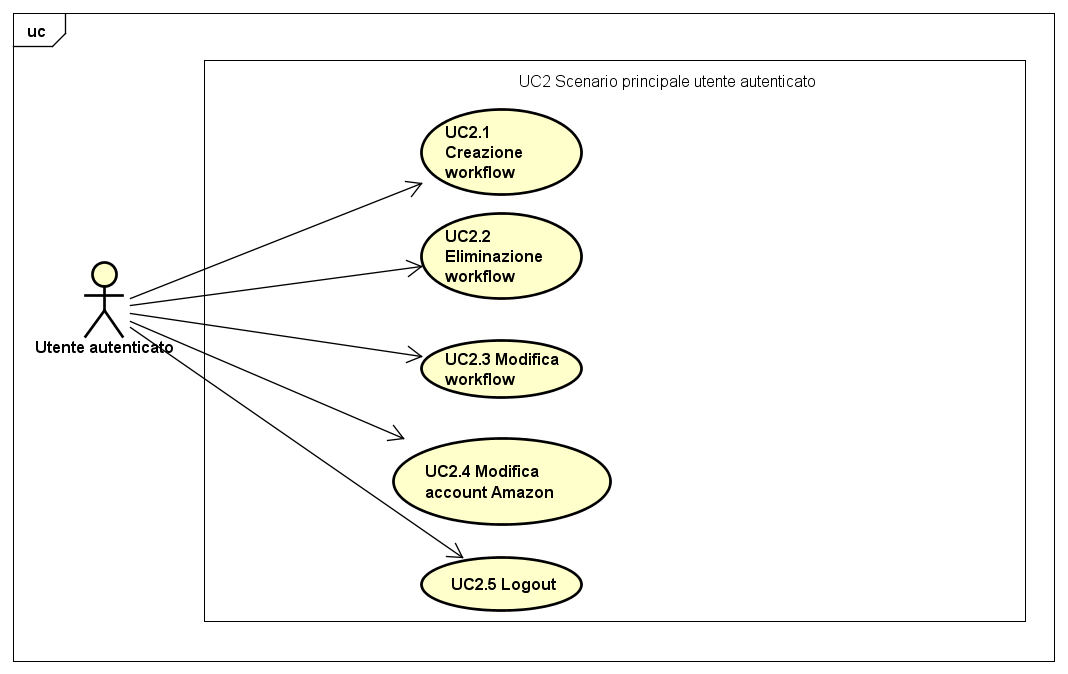 uc
UC2 Scenario principale utente autenticato
UC2.1
Creazione
workflow
UC2.2
Eliminazione
workflow
Utente autenticato
UC2.3 Modifica
workflow
UC2.4 Modifica
account Amazon
UC2.5 Logout